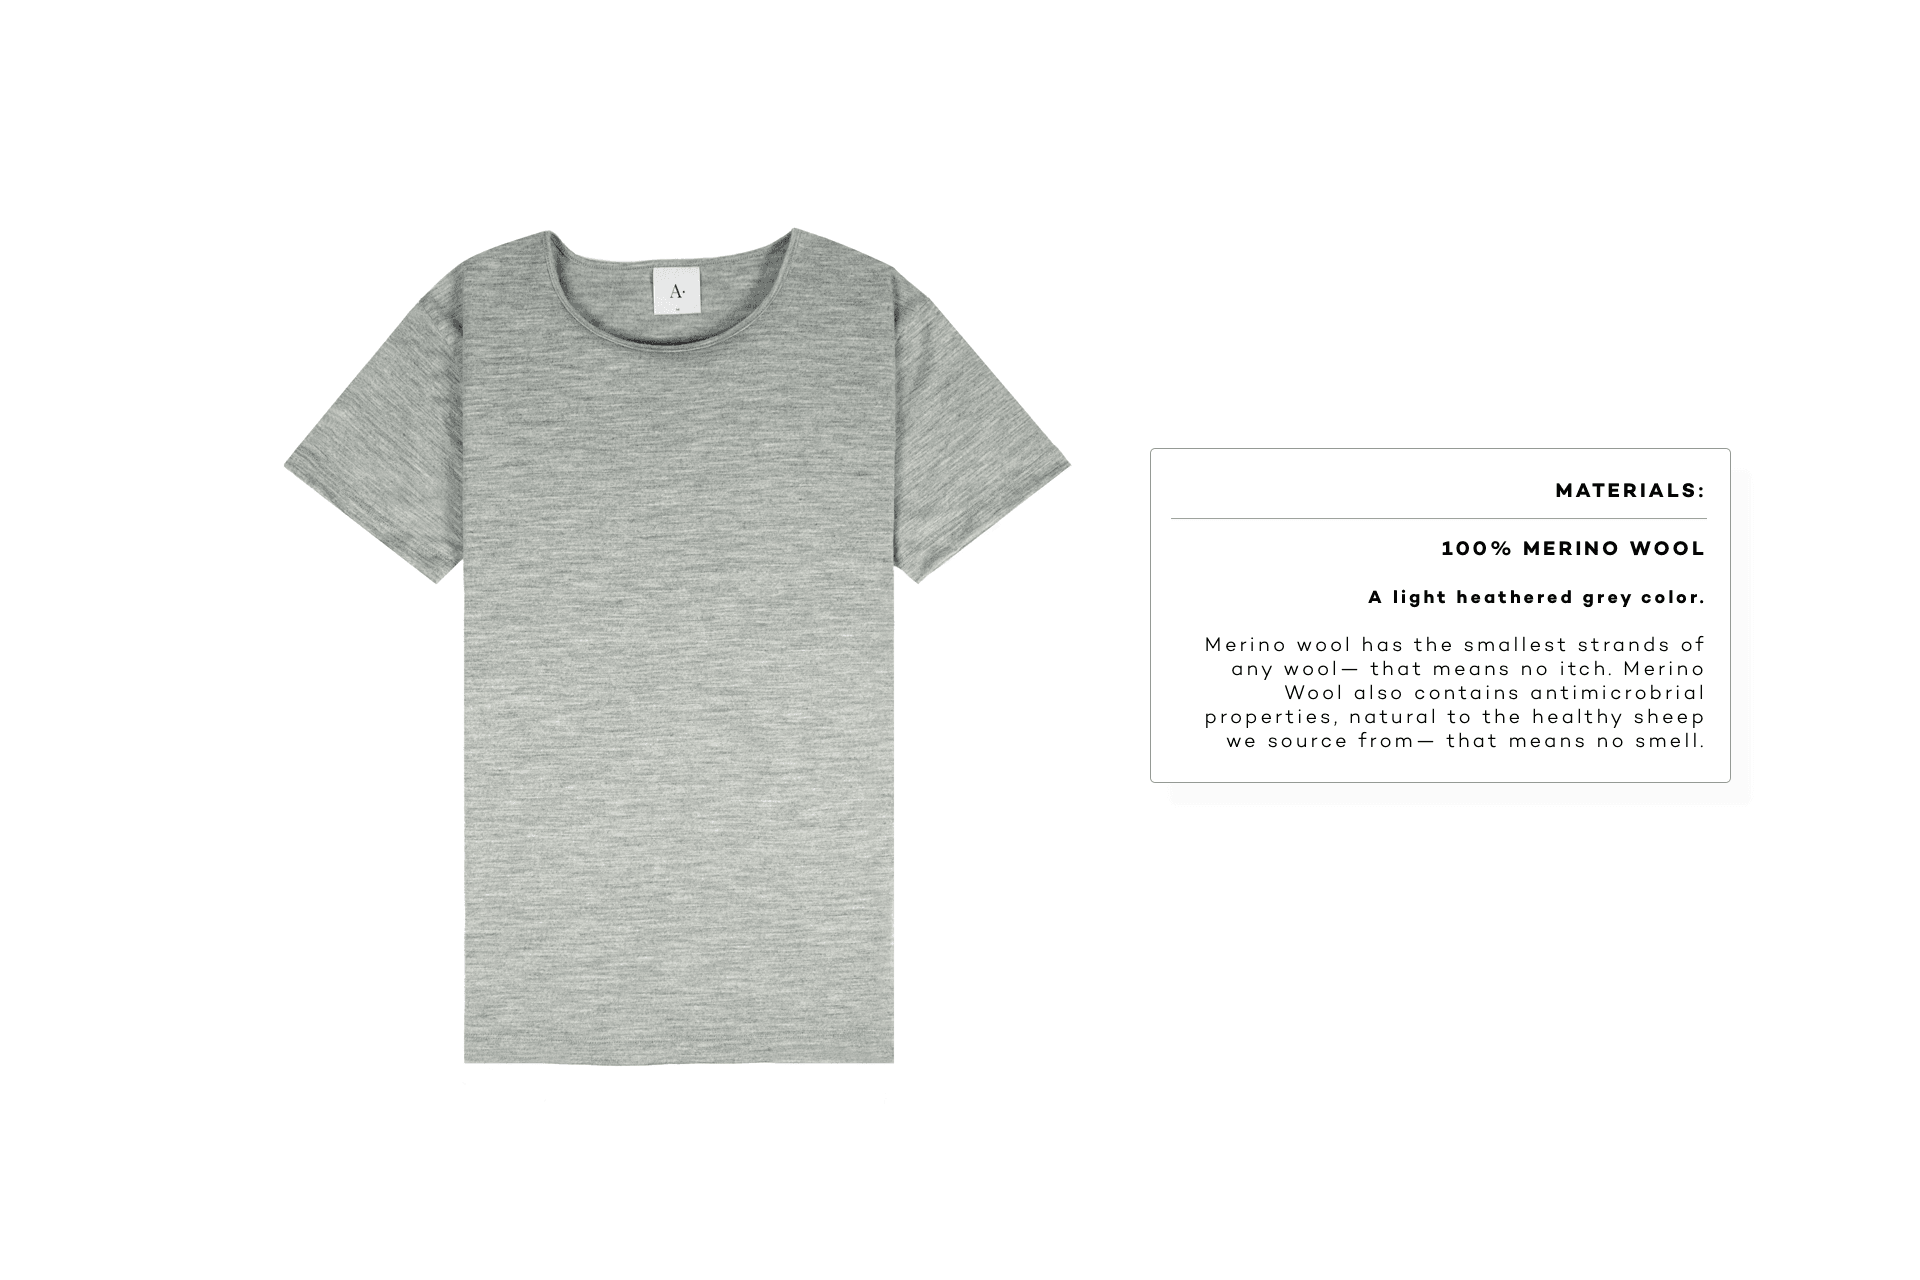 A·
MATERIALS:
100% MERINO WOOL
A light heathered grey color.
Merino wool has the smallest strands of
any wool— that means no itch. Merino
Wool also contains antimicrobrial
properties, natural to the healthy sheep
we source from— that means no smell.